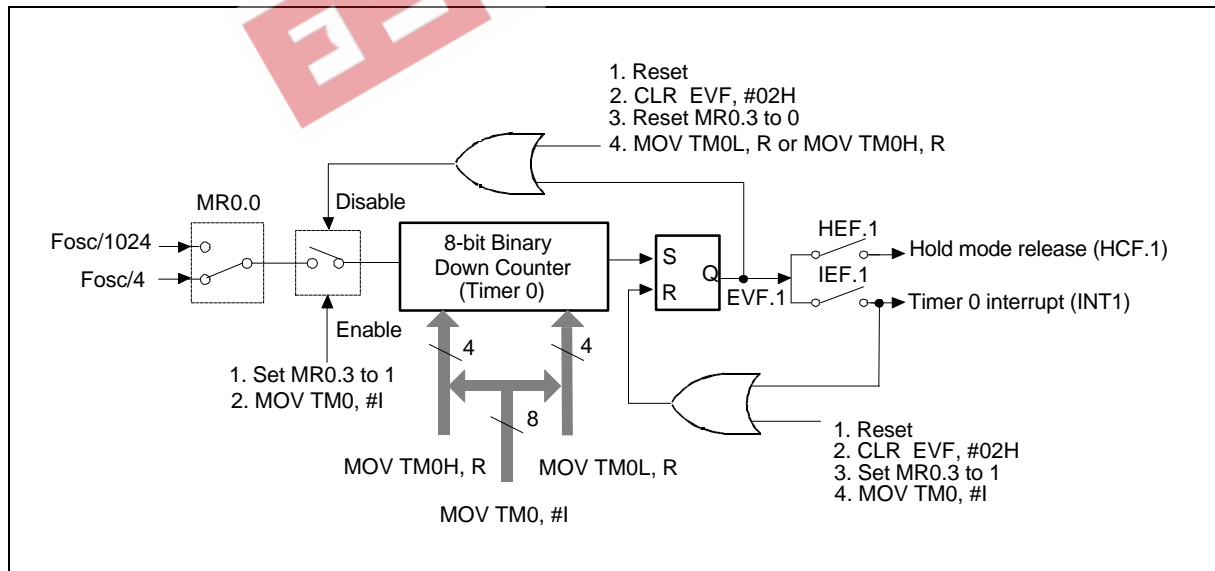 1. Reset
2. CLR EVF, #02H
3. Reset MR0.3 to 0
4. MOV TM0L, R or MOV TM0H, R
MR0.0
Disable
Fosc/1024
Fosc/4
8-bit Binary
Down Counter
(Timer 0)
S
R
Q
EVF.1
HEF.1
IEF.1
Hold mode release (HCF.1)
Timer 0 interrupt (INT1)
Enable
1. Set MR0.3 to 1
2. MOV TM0, #I
4
4
8
MOV TM0H, R
MOV TM0L, R
MOV TM0, #I
1. Reset
2. CLR EVF, #02H
3. Set MR0.3 to 1
4. MOV TM0, #I